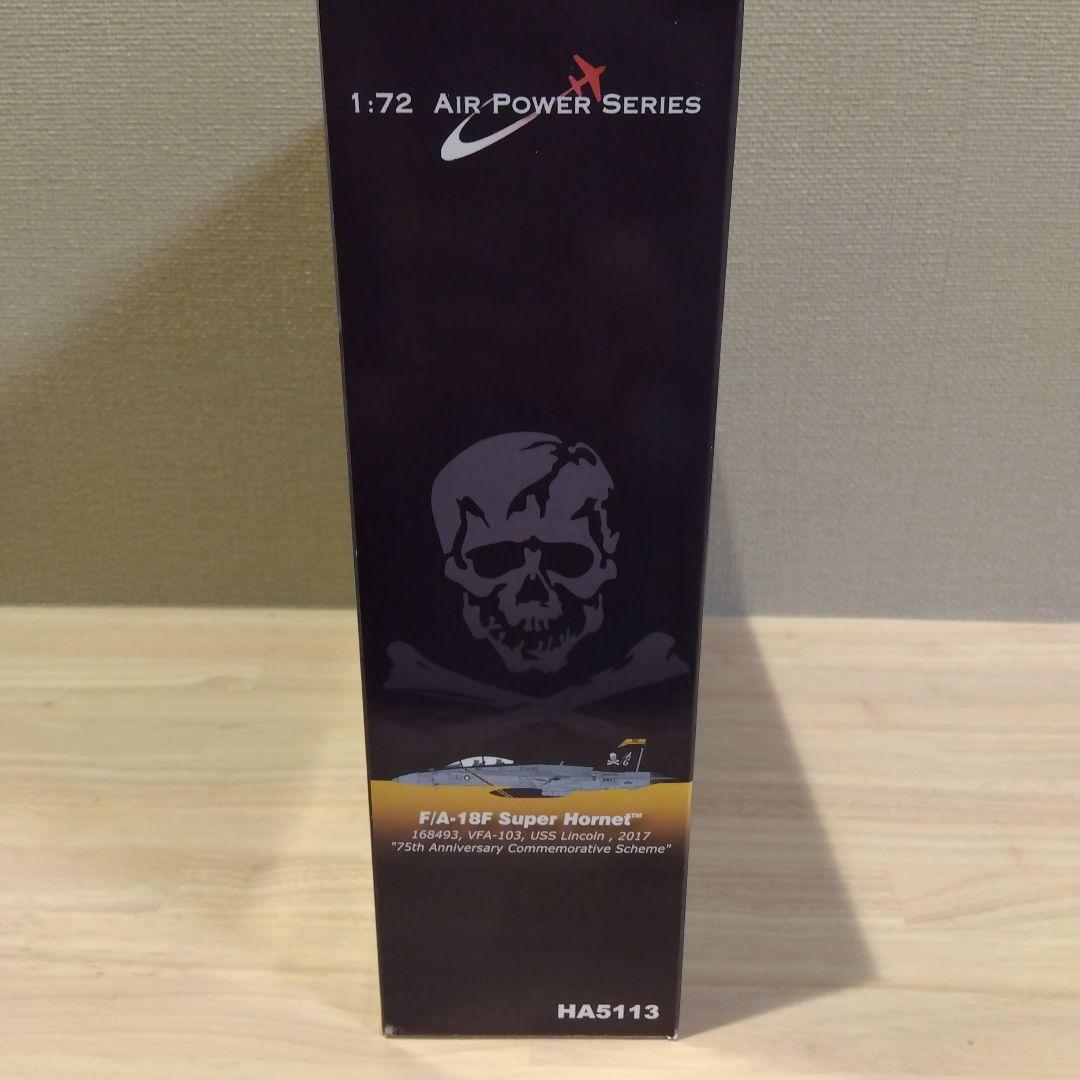 1:72 AIR POWER SERIES
F/A-18F Super Hornet™
168493, VFA-103, USS Lincoln , 2017
"75th Anniversary Commemorative Scheme"
HA5113